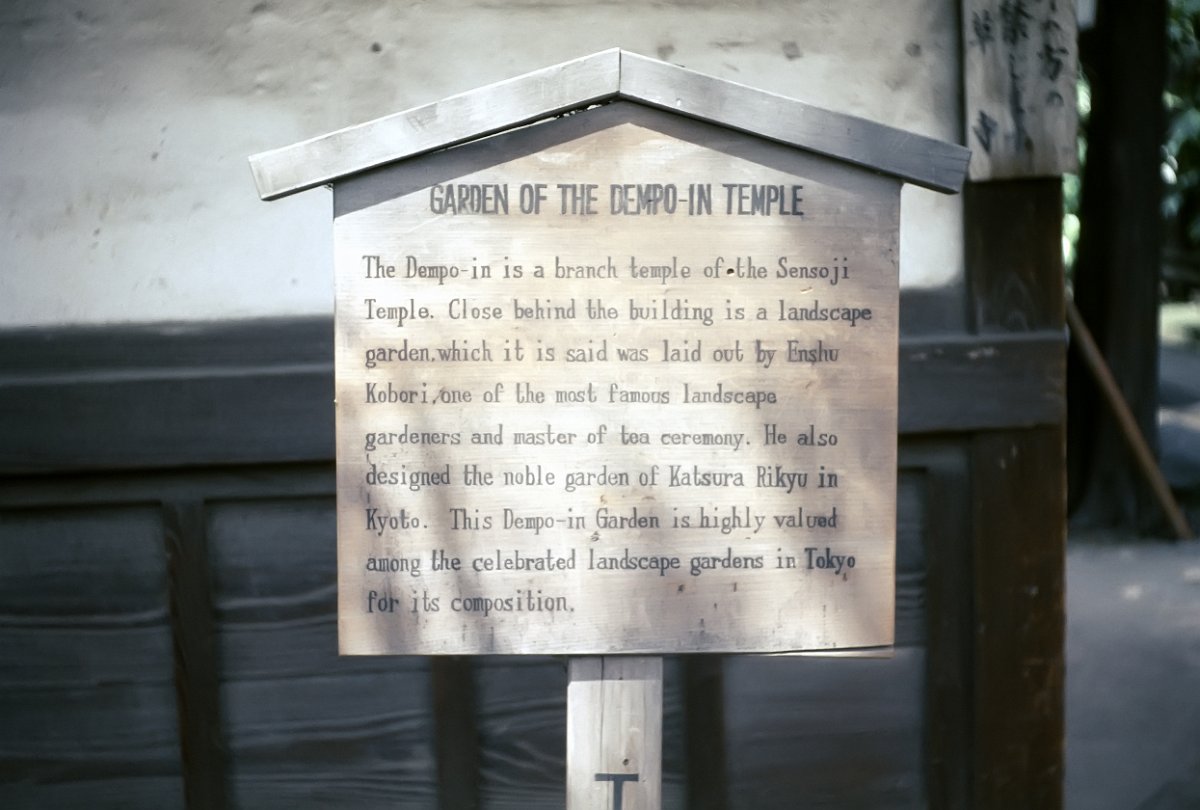 GARDEN OF THE DEMPO-IN TEMPLE
The Dempo-in is a branch temple of the Sensoji
Temple. Close behind the building is a landscape
garden,which it is said was laid out by Enshu
Kobori,one of the most famous landscape
gardeners and master of tea ceremony. He also
designed the noble garden of Katsura Rikyu in
Kyoto. This Dempo-in Garden is highly valued
among the celebrated landscape gardens in Tokyo
for its composition.